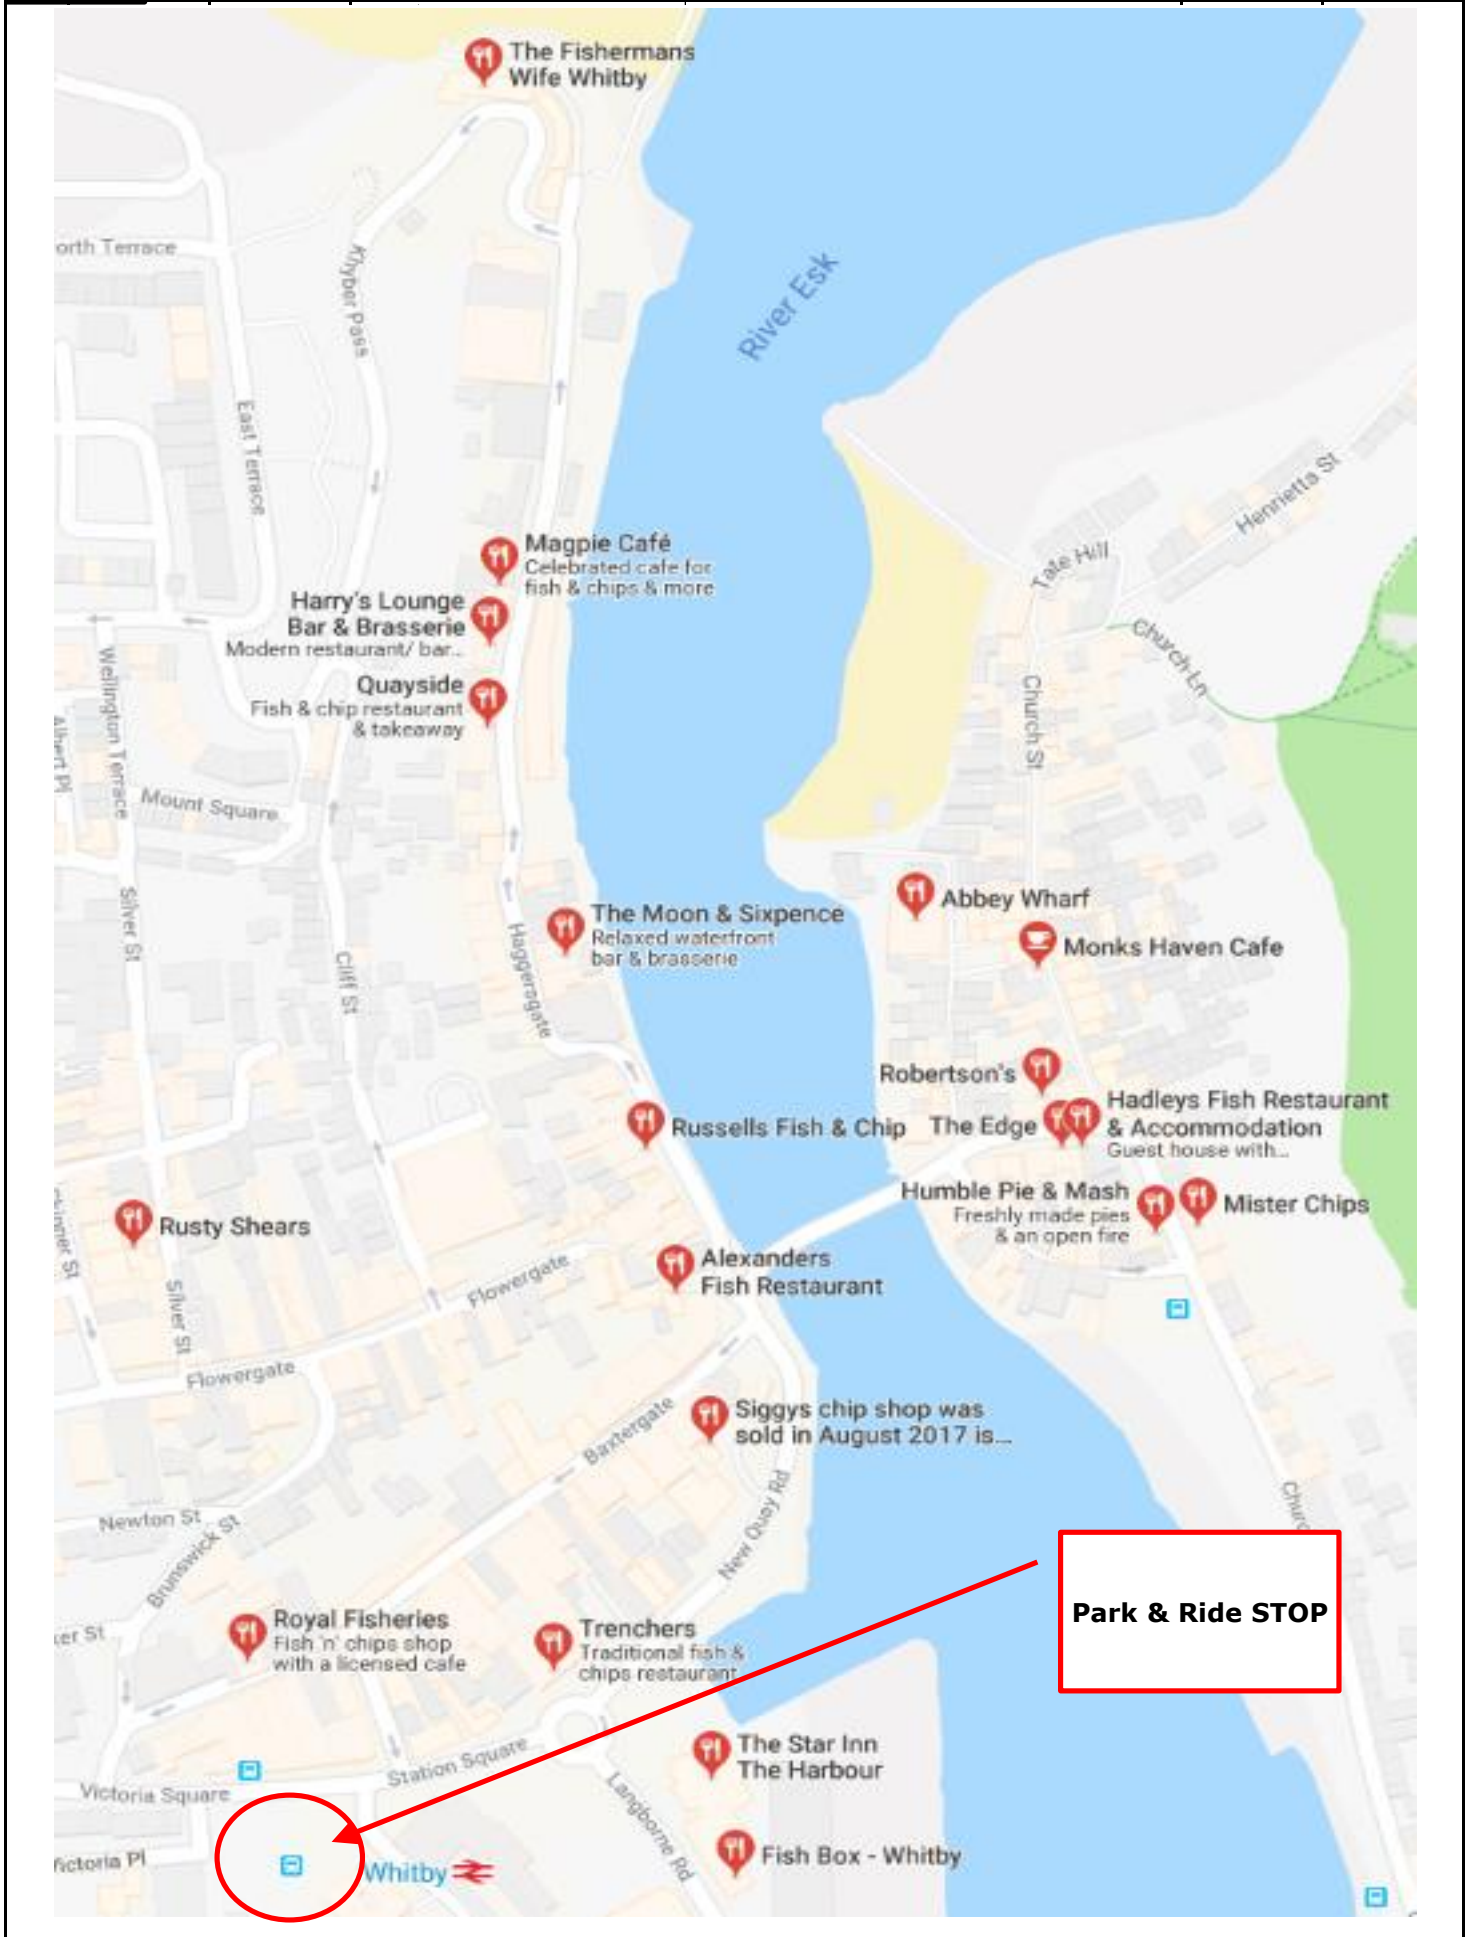 The Fishermans
Wife Whitby
orth Terrace
Khyber Pass
River Esk
East Terrace
Henrietta St
Tate Hill
Magpie Café
Celebrated cafe for
fish & chips & more
Harry's Lounge
Bar & Brasserie
Modern restaurant/ bar...
Church Ln
Wellington Terrace
Quayside
Fish & chip restaurant
& takeaway
Church St
Albert Pl
Mount Square
Silver St
Abbey Wharf
The Moon & Sixpence
Relaxed waterfront
bar & brasserie
Monks Haven Cafe
Haggersgate
Cliff St
Robertson's
Hadleys Fish Restaurant
& Accommodation
Guest house with...
The Edge
Russells Fish & Chip
Humble Pie & Mash
Freshly made pies
& an open fire
Mister Chips
Rusty Shears
kinner St
Alexanders
Fish Restaurant
Flowergate
Silver St
Flowergate
Siggys chip shop was
sold in August 2017 is...
Baxtergate
New Quay Rd
Churc
Newton St
Brunswick St
Park & Ride STOP
Royal Fisheries
Fish 'n' chips shop
with a licensed cafe
Trenchers
Traditional fish &
chips restaurant
ker St
The Star Inn
The Harbour
Station Square
Victoria Square
Langborne Rd
Fish Box - Whitby
Victoria Pl
Whitby